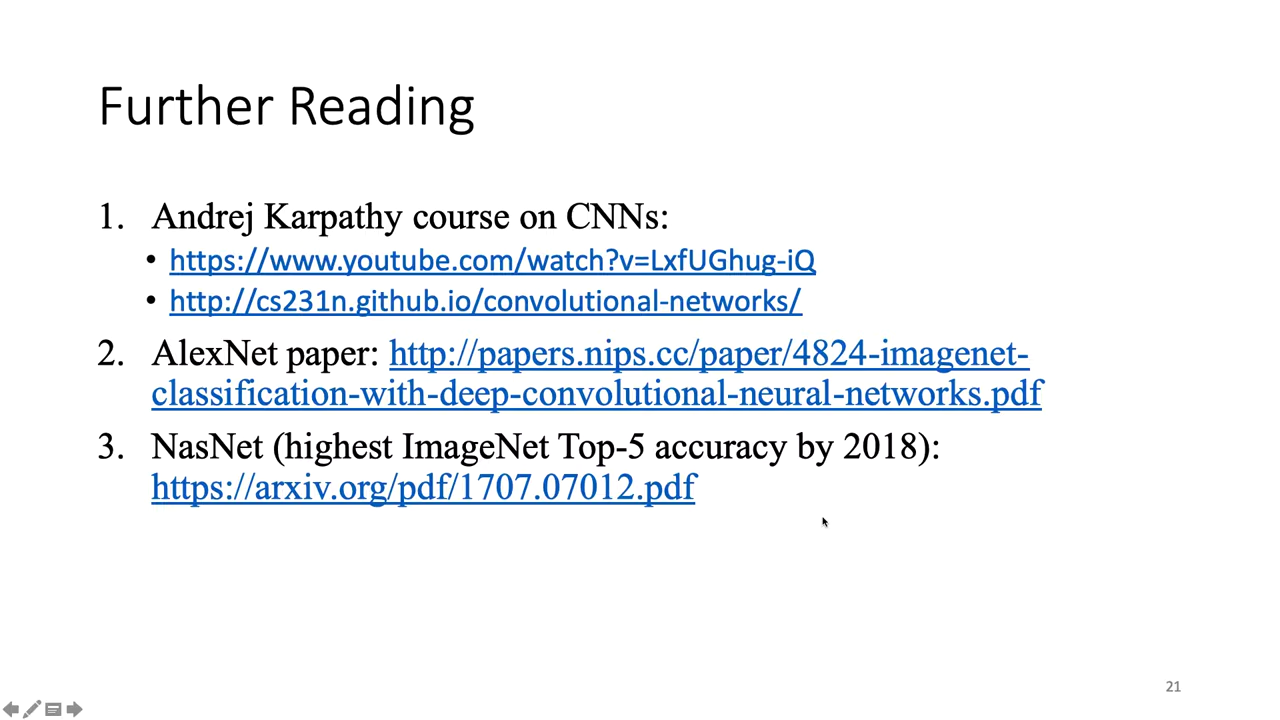 Further Reading
1. Andrej Karpathy course on CNNs:
• https://www.youtube.com/watch?v=LxfUGhug-iQ
• http://cs231n.github.io/convolutional-networks/
2. AlexNet paper: http://papers.nips.cc/paper/4824-imagenet-
classification-with-deep-convolutional-neural-networks.pdf
3. NasNet (highest ImageNet Top-5 accuracy by 2018):
https://arxiv.org/pdf/1707.07012.pdf
21